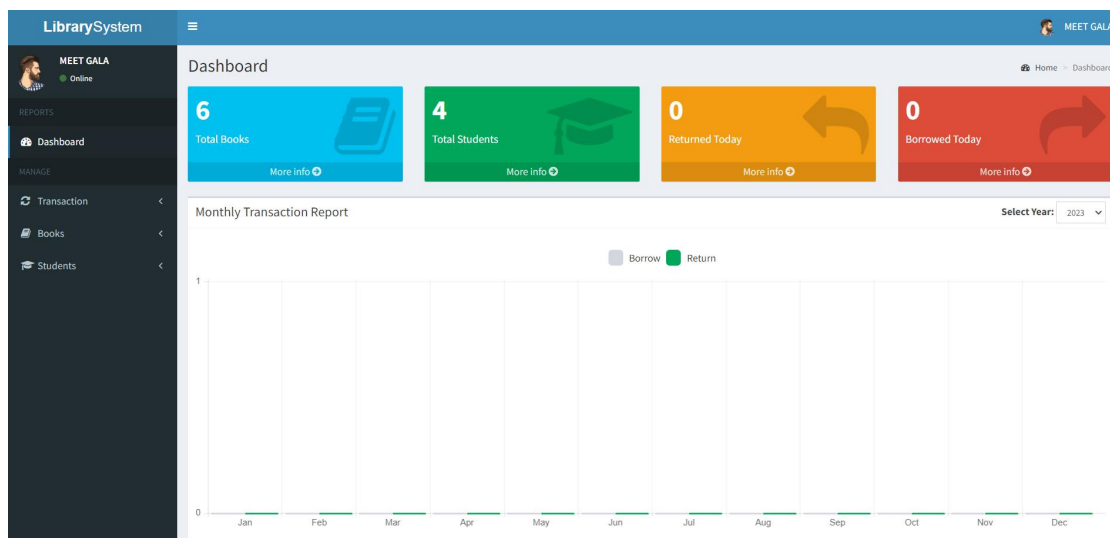 LibrarySystem
MEET GALA
MEET GALA
Online
Dashboard
Home > Dashboard
REPORTS
Dashboard
MANAGE
Transaction
Books
Students
6
Total Books
More info
4
Total Students
More info
0
Returned Today
More info
0
Borrowed Today
More info
Monthly Transaction Report
Select Year: 2023
Borrow Return
1
0
Jan Feb Mar Apr May Jun Jul Aug Sep Oct Nov Dec